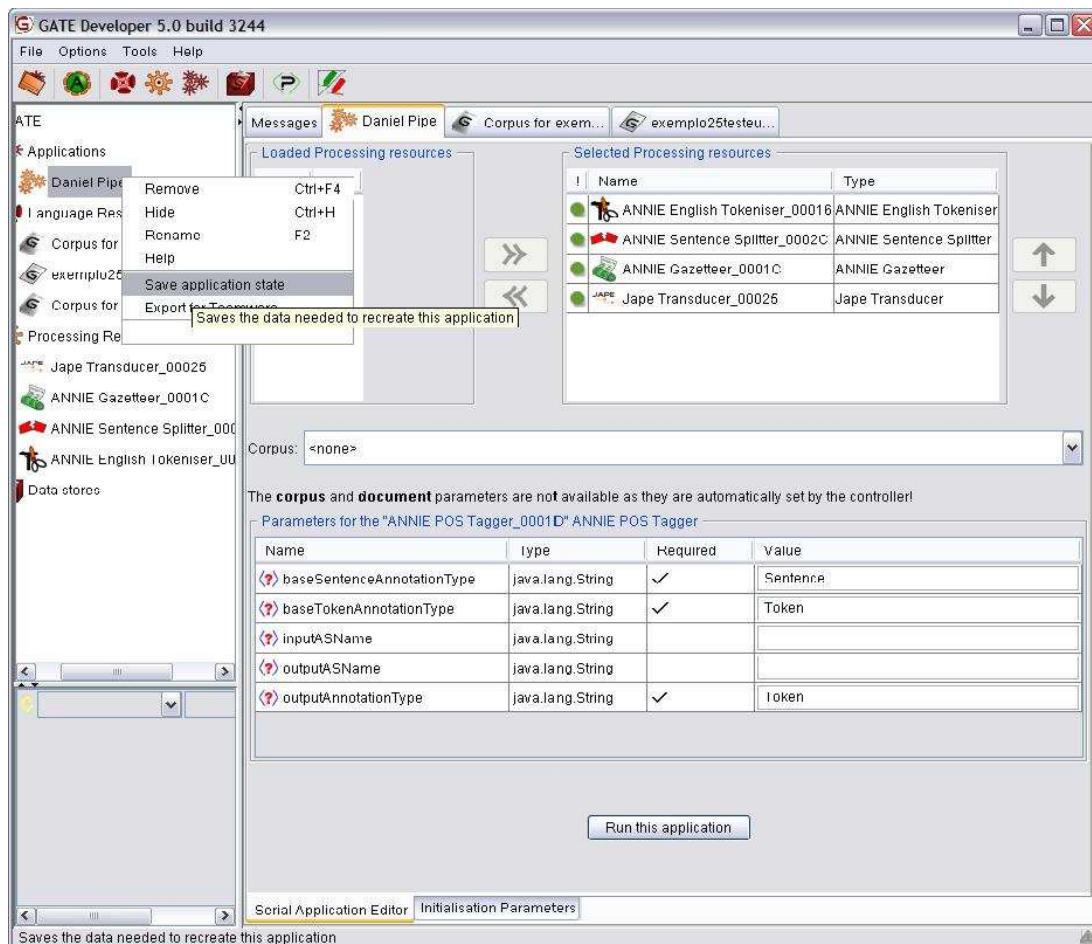 GATE Developer 5.0 build 3244
File Options Tools Help
ATE
Applications
Daniel Pipe
Language Res
Corpus for
exemplo25
Corpus for
Processing Re
Jape Transducer_00025
ANNIE Gazetteer_0001C
ANNIE Sentence Splitter_000
ANNIE English Tokeniser_00
Data stores
Remove Ctrl+F4
Hide Ctrl+H
Rename F2
Help
Save application state
Export for Teamware
Saves the data needed to recreate this application
Messages Daniel Pipe Corpus for exem... exemplo25testeu...
Loaded Processing resources
Selected Processing resources
! Name Type
ANNIE English Tokeniser_00016 ANNIE English Tokeniser
ANNIE Sentence Splitter_0002C ANNIE Sentence Splitter
ANNIE Gazetteer_0001C ANNIE Gazetteer
Jape Transducer_00025 Jape Transducer
Corpus: <none>
The corpus and document parameters are not available as they are automatically set by the controller!
Parameters for the "ANNIE POS Tagger_0001D" ANNIE POS Tagger
Name Type Required Value
baseSentenceAnnotationType java.lang.String ✓ Sentence
baseTokenAnnotationType java.lang.String ✓ Token
inputASName java.lang.String
outputASName java.lang.String
outputAnnotationType java.lang.String ✓ Token
Run this application
Serial Application Editor Initialisation Parameters
Saves the data needed to recreate this application